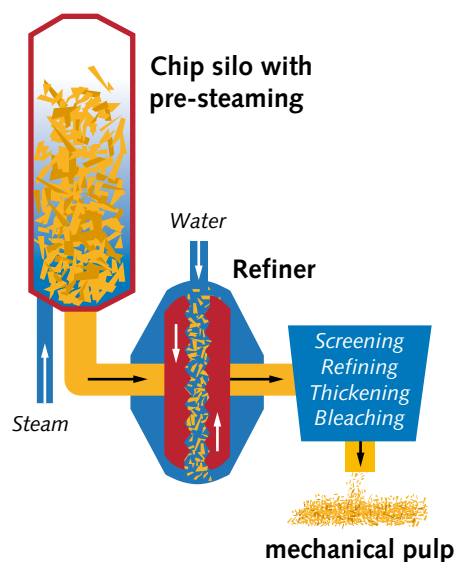 Chip silo with
pre-steaming
Water
Refiner
Steam
Screening
Refining
Thickening
Bleaching
mechanical pulp